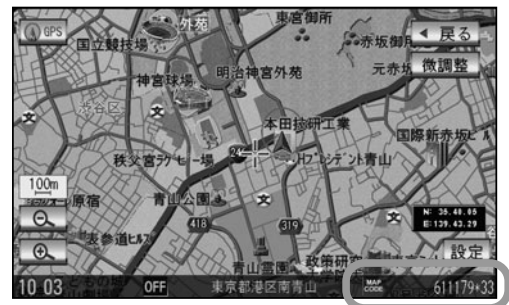 外苑
東宮御所
GPS
国立競技場
赤坂御
戻る
神宮球場
明治神宮外苑
元赤坂
微調整
渋谷区
本田技研工業
国際新赤坂ビ
246
秩父宮ラグビー場
Hプレジデント青山
100m
原宿
青山公園
418
319
N: 35.40.05
E:139.43.29
表参道ヒルズ
青山霊園
政策研究
設定
10:03
OFF
東京都港区南青山
MAP CODE
611179*33